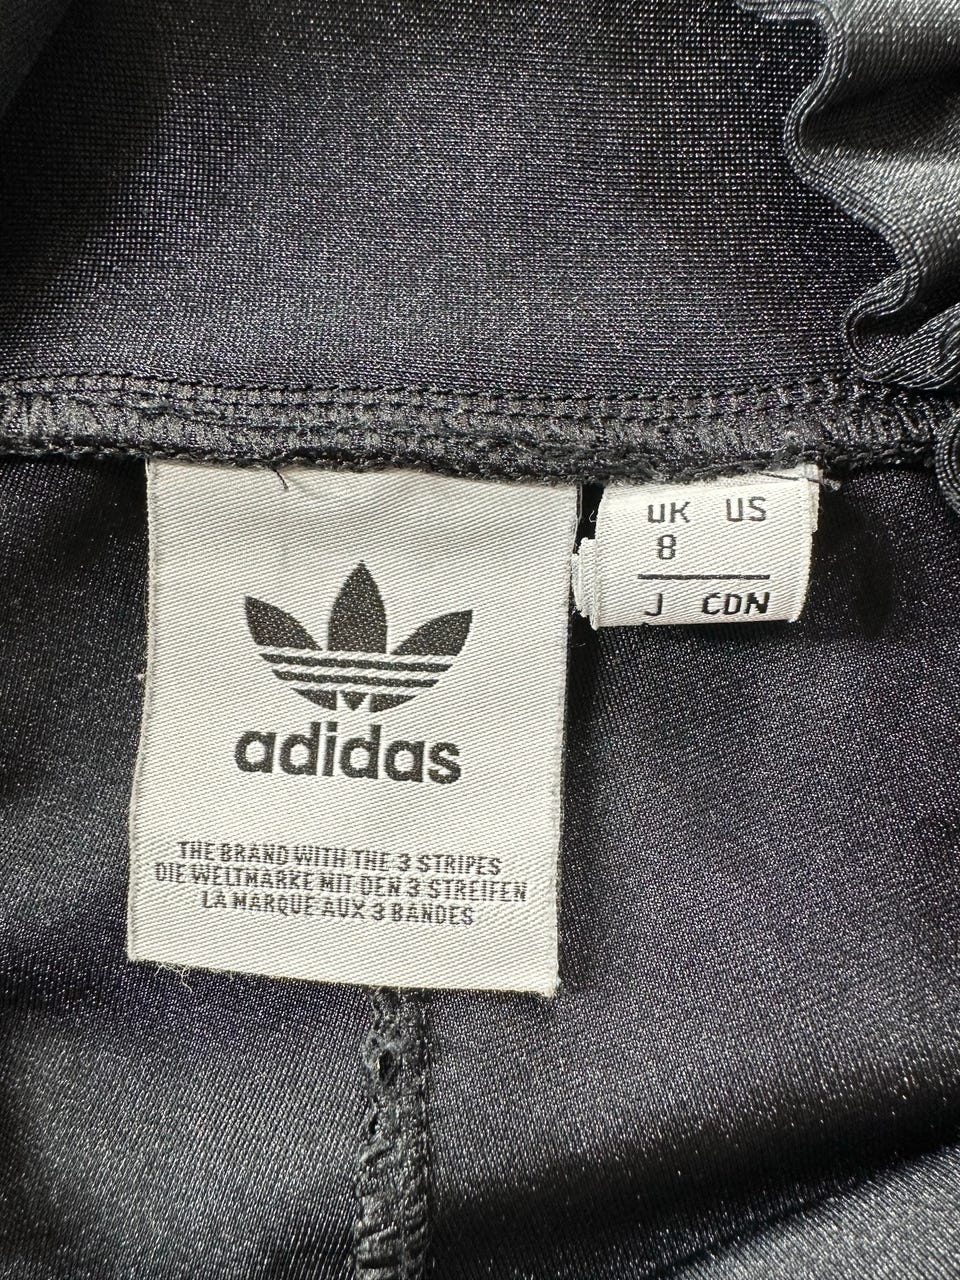 adidas
THE BRAND WITH THE 3 STRIPES
DIE WELTMARKE MIT DEN 3 STREIFEN
LA MARQUE AUX 3 BANDES
UK US
8
J CDN